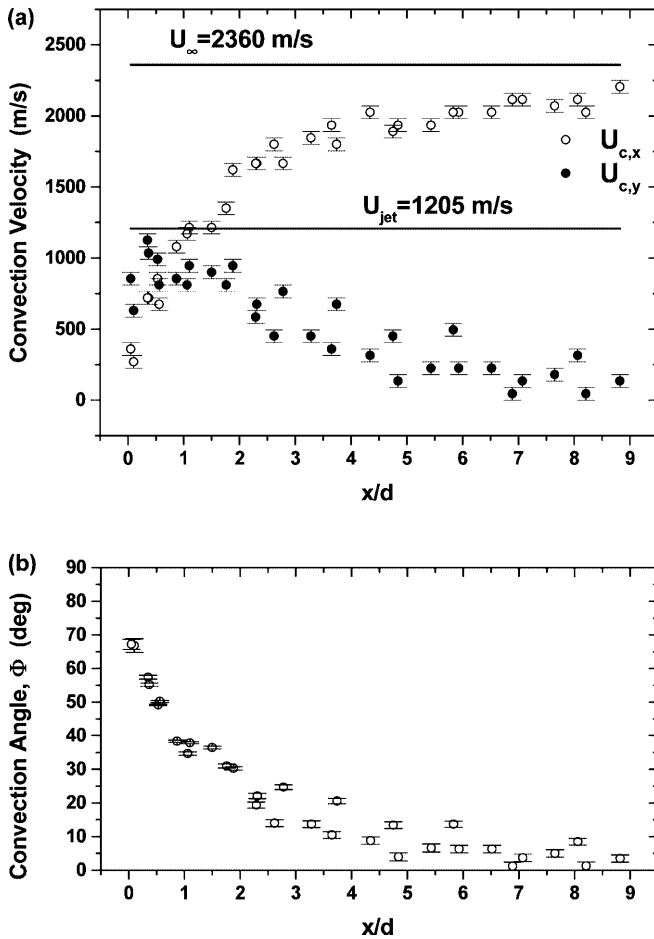 (a)
2500
2000
1500
1000
500
0
Convection Velocity (m/s)
U∞=2360 m/s
U_c,x
U_c,y
U_jet=1205 m/s
0 1 2 3 4 5 6 7 8 9
x/d
(b)
90
80
70
60
50
40
30
20
10
0
Convection Angle, Φ (deg)
0 1 2 3 4 5 6 7 8 9
x/d